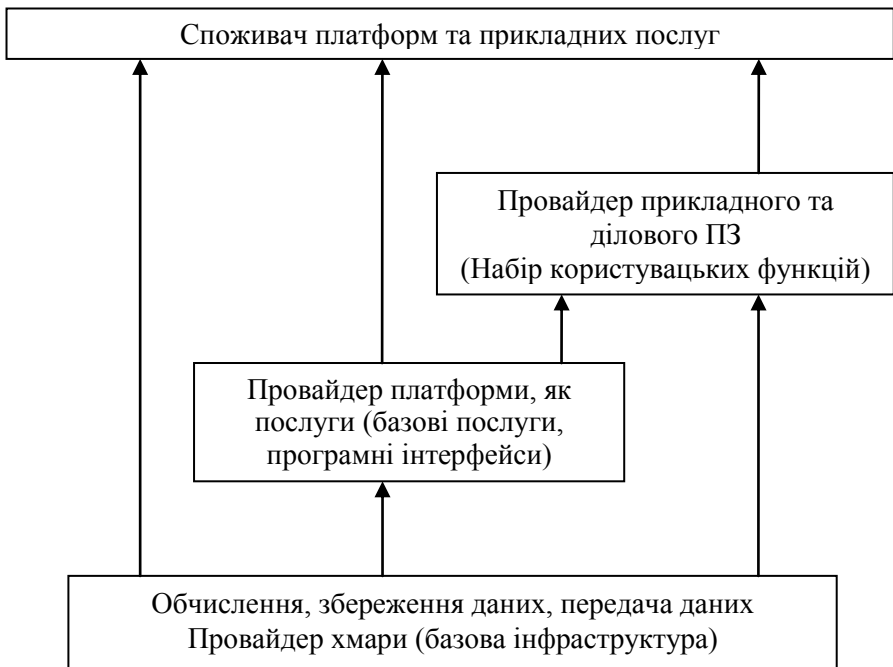 Споживач платформ та прикладних послуг
Провайдер прикладного та
ділового ПЗ
(Набір користувацьких функцій)
Провайдер платформи, як
послуги (базові послуги,
програмні інтерфейси)
Обчислення, збереження даних, передача даних
Провайдер хмари (базова інфраструктура)